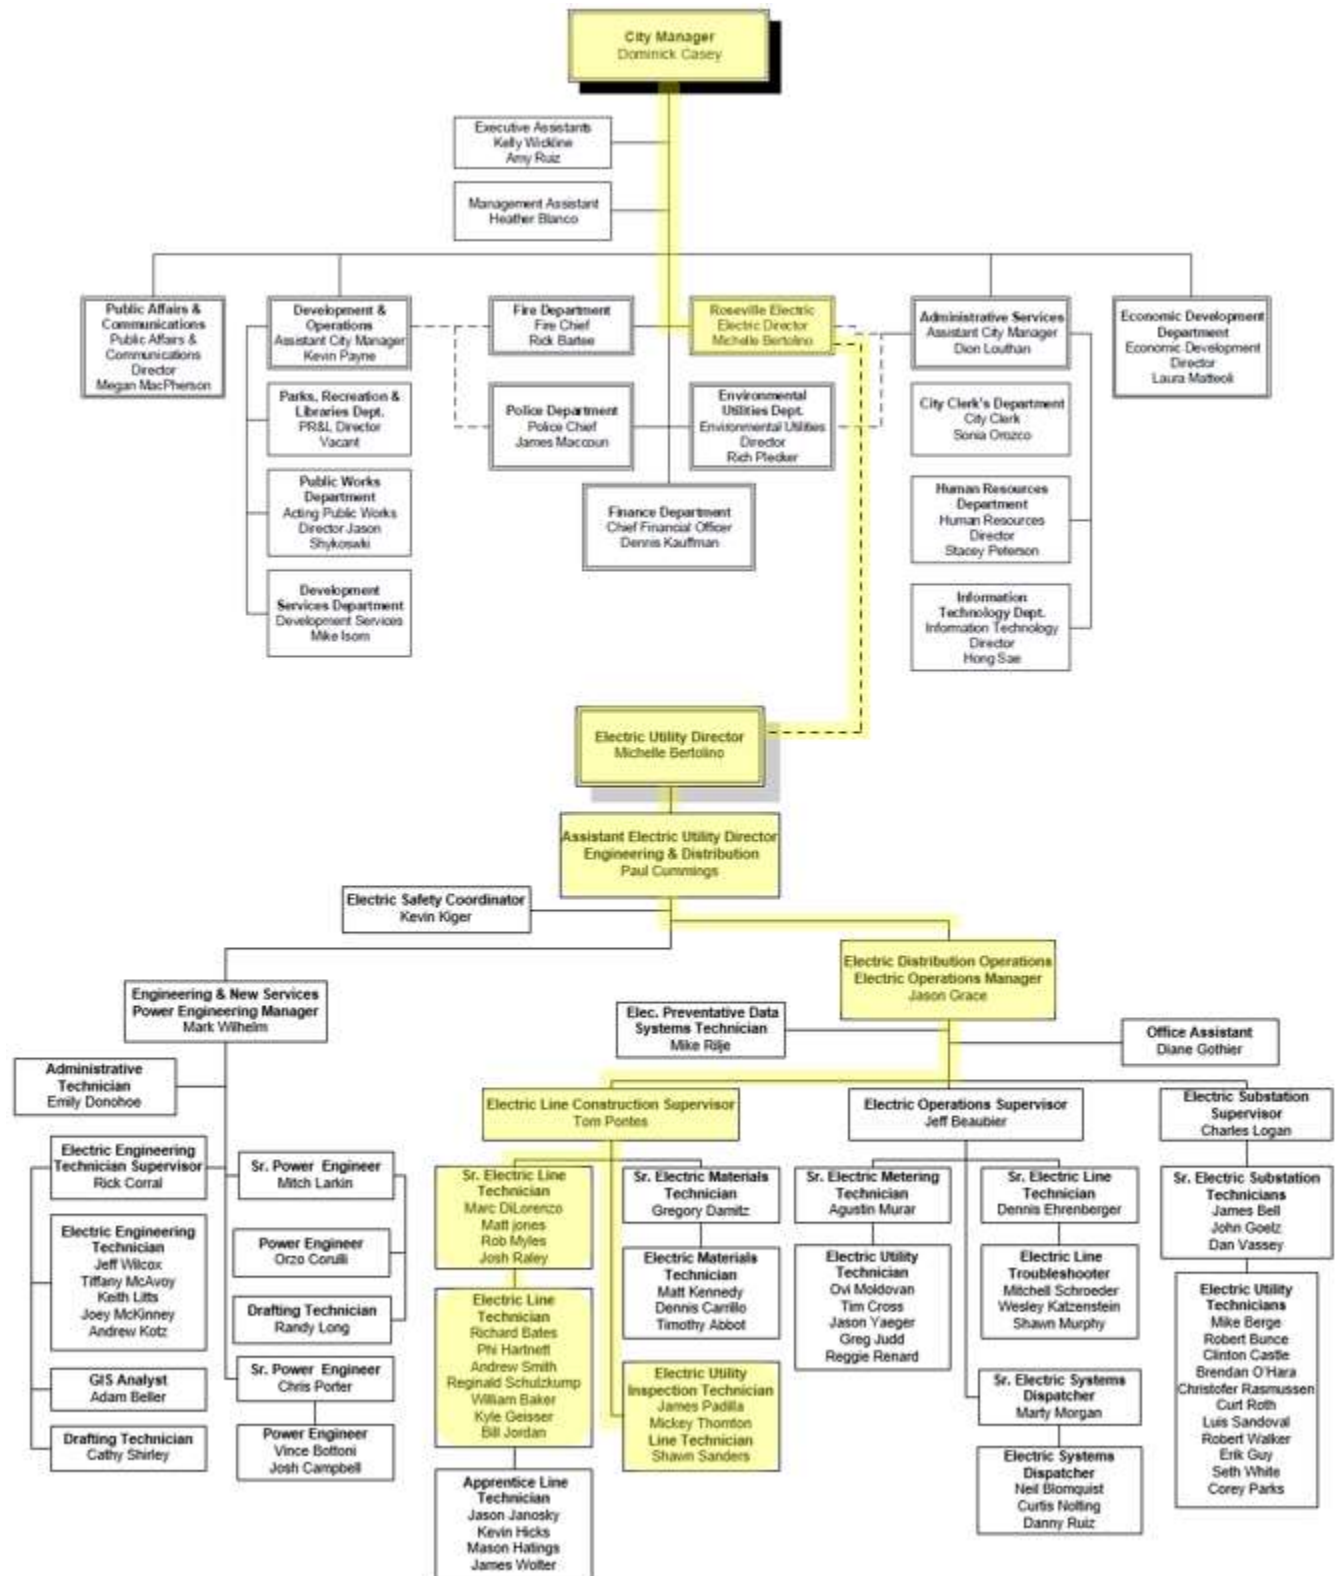 City Manager
Dominick Casey
Executive Assistants
Kelly Wickline
Amy Ruiz
Management Assistant
Heather Blanco
Public Affairs &
Communications
Public Affairs &
Communications
Director
Megan MacPherson
Development &
Operations
Assistant City Manager
Kevin Payne
Fire Department
Fire Chief
Rick Bartee
Roseville Electric
Electric Director
Michelle Bertolino
Administrative Services
Assistant City Manager
Dion Louthan
Economic Development
Department
Economic Development
Director
Laura Matteoli
Parks, Recreation &
Libraries Dept.
PR&L Director
Vacant
Police Department
Police Chief
James Maccoun
Environmental
Utilities Dept.
Environmental Utilities
Director
Rich Plecker
City Clerk's Department
City Clerk
Sonia Orozco
Public Works
Department
Acting Public Works
Director Jason
Shykoswki
Finance Department
Chief Financial Officer
Dennis Kauffman
Human Resources
Department
Human Resources
Director
Stacey Peterson
Development
Services Department
Development Services
Mike Isom
Information
Technology Dept.
Information Technology
Director
Hong Sae
Electric Utility Director
Michelle Bertolino
Assistant Electric Utility Director
Engineering & Distribution
Paul Cummings
Electric Safety Coordinator
Kevin Kiger
Electric Distribution Operations
Electric Operations Manager
Jason Grace
Engineering & New Services
Power Engineering Manager
Mark Wilhelm
Elec. Preventative Data
Systems Technician
Mike Rilje
Office Assistant
Diane Gothier
Administrative
Technician
Emily Donohoe
Electric Line Construction Supervisor
Tom Pontes
Electric Operations Supervisor
Jeff Beaubier
Electric Substation
Supervisor
Charles Logan
Electric Engineering
Technician Supervisor
Rick Corral
Sr. Power Engineer
Mitch Larkin
Sr. Electric Line
Technician
Marc DiLorenzo
Matt jones
Rob Myles
Josh Raley
Sr. Electric Materials
Technician
Gregory Damitz
Sr. Electric Metering
Technician
Agustin Murar
Sr. Electric Line
Technician
Dennis Ehrenberger
Sr. Electric Substation
Technicians
James Bell
John Goelz
Dan Vassey
Electric Engineering
Technician
Jeff Wilcox
Tiffany McAvoy
Keith Litts
Joey McKinney
Andrew Kotz
Power Engineer
Orzo Corulli
Drafting Technician
Randy Long
Electric Line
Technician
Richard Bates
Phi Hartnett
Andrew Smith
Reginald Schulzkump
William Baker
Kyle Geisser
Bill Jordan
Electric Materials
Technician
Matt Kennedy
Dennis Carrillo
Timothy Abbot
Electric Utility
Technician
Ovi Moldovan
Tim Cross
Jason Yaeger
Greg Judd
Reggie Renard
Electric Line
Troubleshooter
Mitchell Schroeder
Wesley Katzenstein
Shawn Murphy
Electric Utility
Technicians
Mike Berge
Robert Bunce
Clinton Castle
Brendan O'Hara
Christofer Rasmussen
Curt Roth
Luis Sandoval
Robert Walker
Erik Guy
Seth White
Corey Parks
GIS Analyst
Adam Beller
Sr. Power Engineer
Chris Porter
Electric Utility
Inspection Technician
James Padilla
Mickey Thornton
Line Technician
Shawn Sanders
Sr. Electric Systems
Dispatcher
Marty Morgan
Drafting Technician
Cathy Shirley
Power Engineer
Vince Bottoni
Josh Campbell
Apprentice Line
Technician
Jason Janosky
Kevin Hicks
Mason Hatings
James Wolter
Electric Systems
Dispatcher
Neil Blomquist
Curtis Nolting
Danny Ruiz